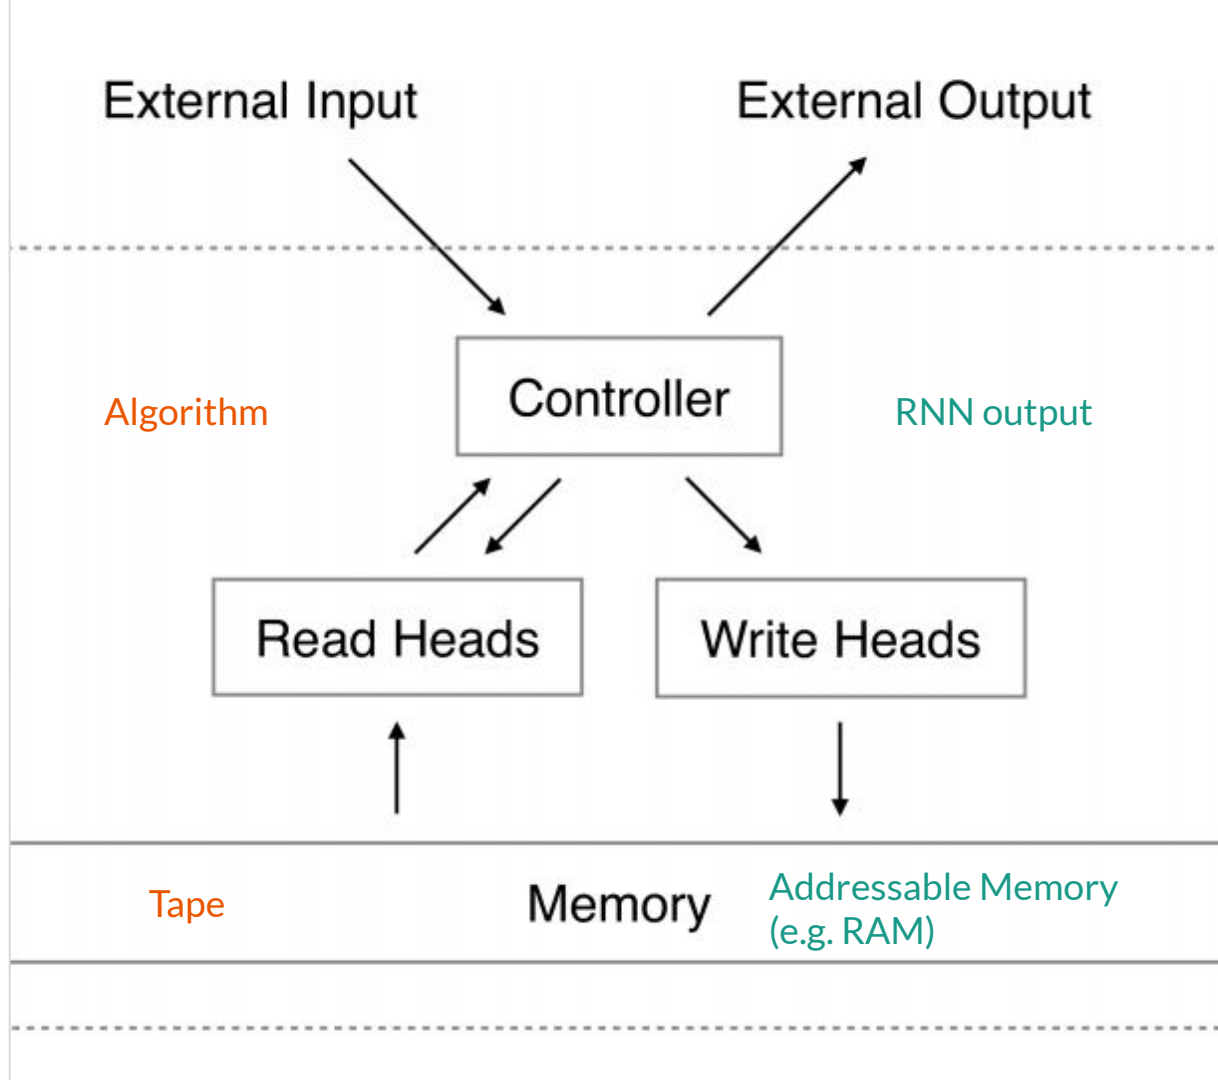 External Input
External Output
Algorithm
Controller
RNN output
Read Heads
Write Heads
Tape
Memory
Addressable Memory
(e.g. RAM)